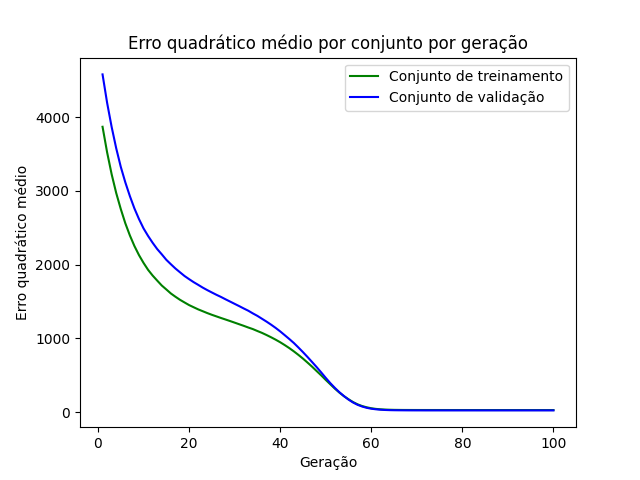 Erro quadrático médio por conjunto por geração
Conjunto de treinamento
Conjunto de validação
Erro quadrático médio
4000
3000
2000
1000
0
0 20 40 60 80 100
Geração